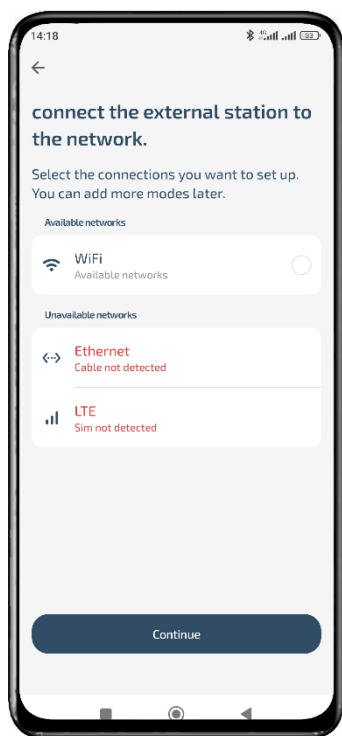 14:18
4G
33
connect the external station to
the network.
Select the connections you want to set up.
You can add more modes later.
Available networks
WiFi
Available networks
Unavailable networks
Ethernet
Cable not detected
LTE
Sim not detected
Continue